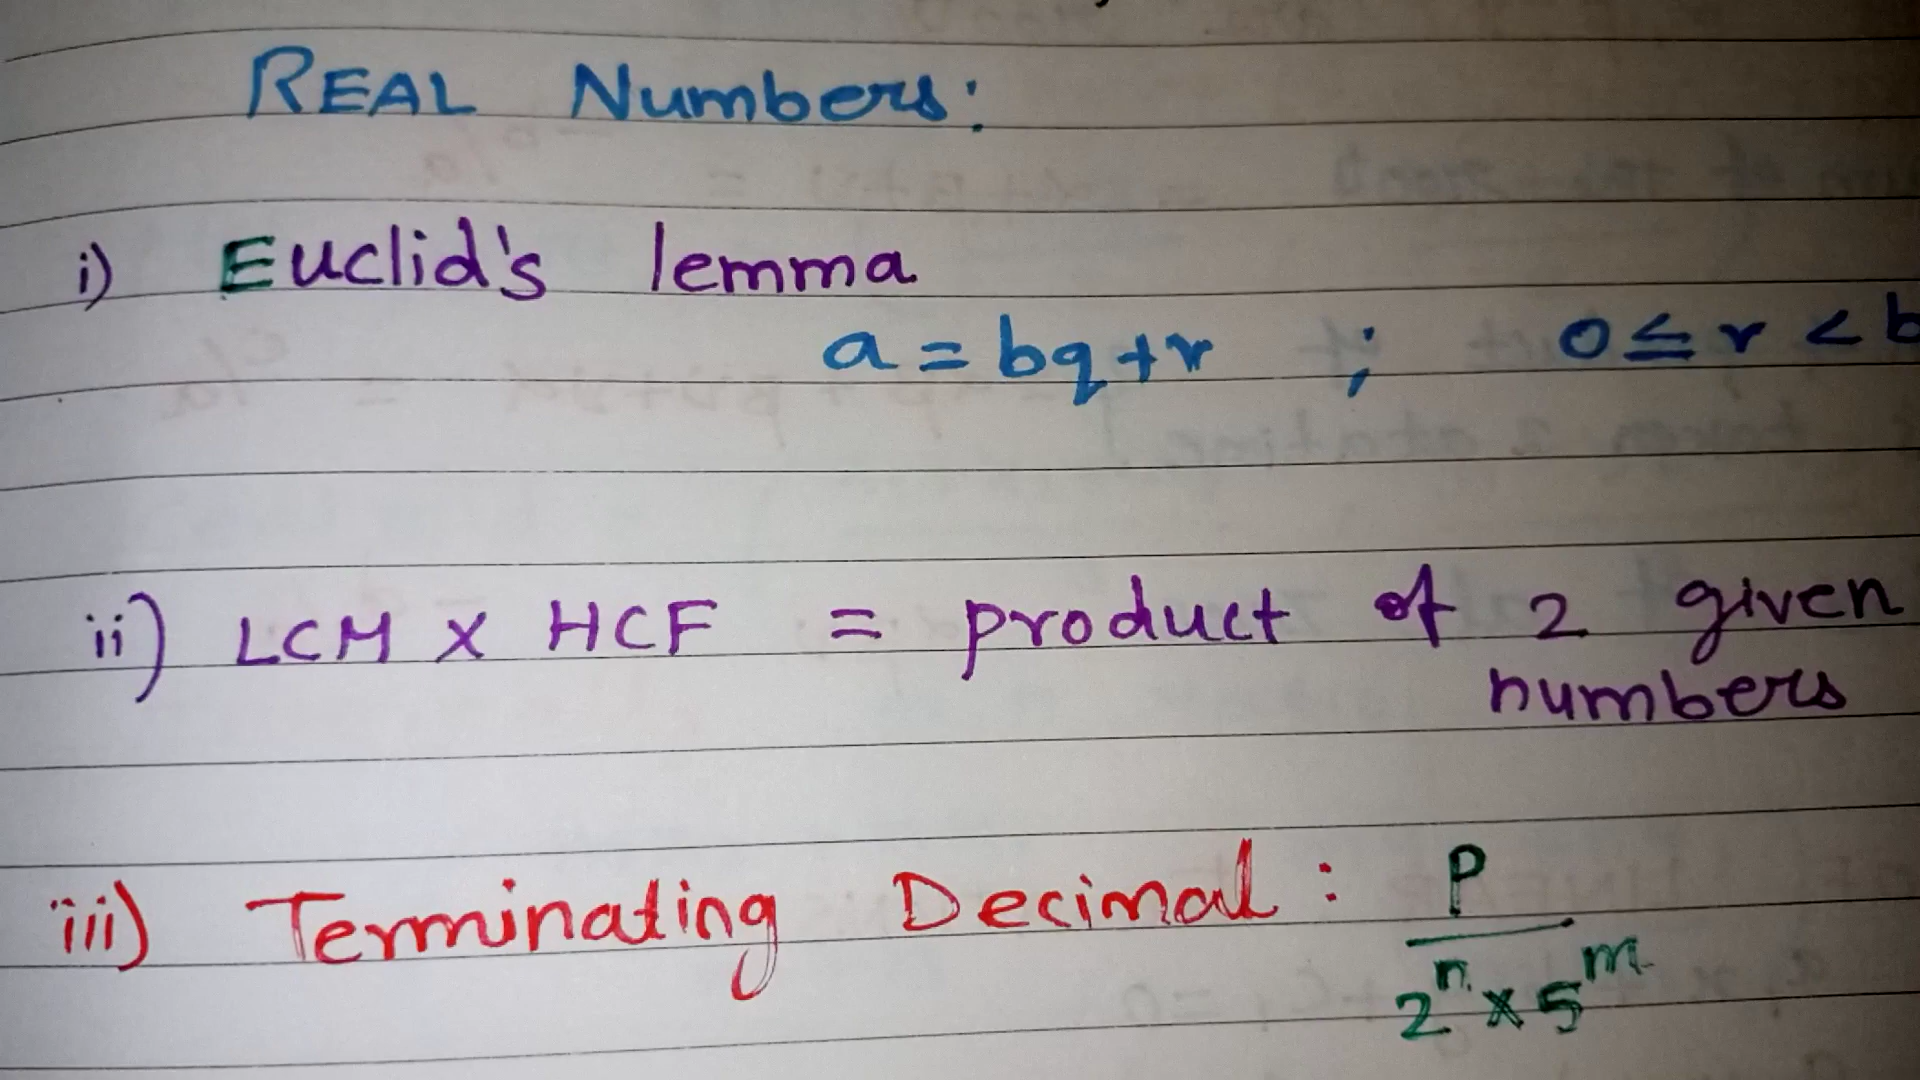 REAL Numbers:
i) Euclid's lemma
a = bq + r ; 0 ≤ r < b
ii) LCM x HCF = product of 2 given
numbers
iii) Terminating Decimal : P
2^n x 5^m